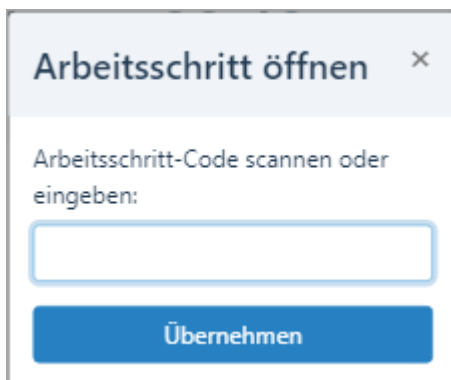 Arbeitsschritt öffnen ×
Arbeitsschritt-Code scannen oder
eingeben:
Übernehmen